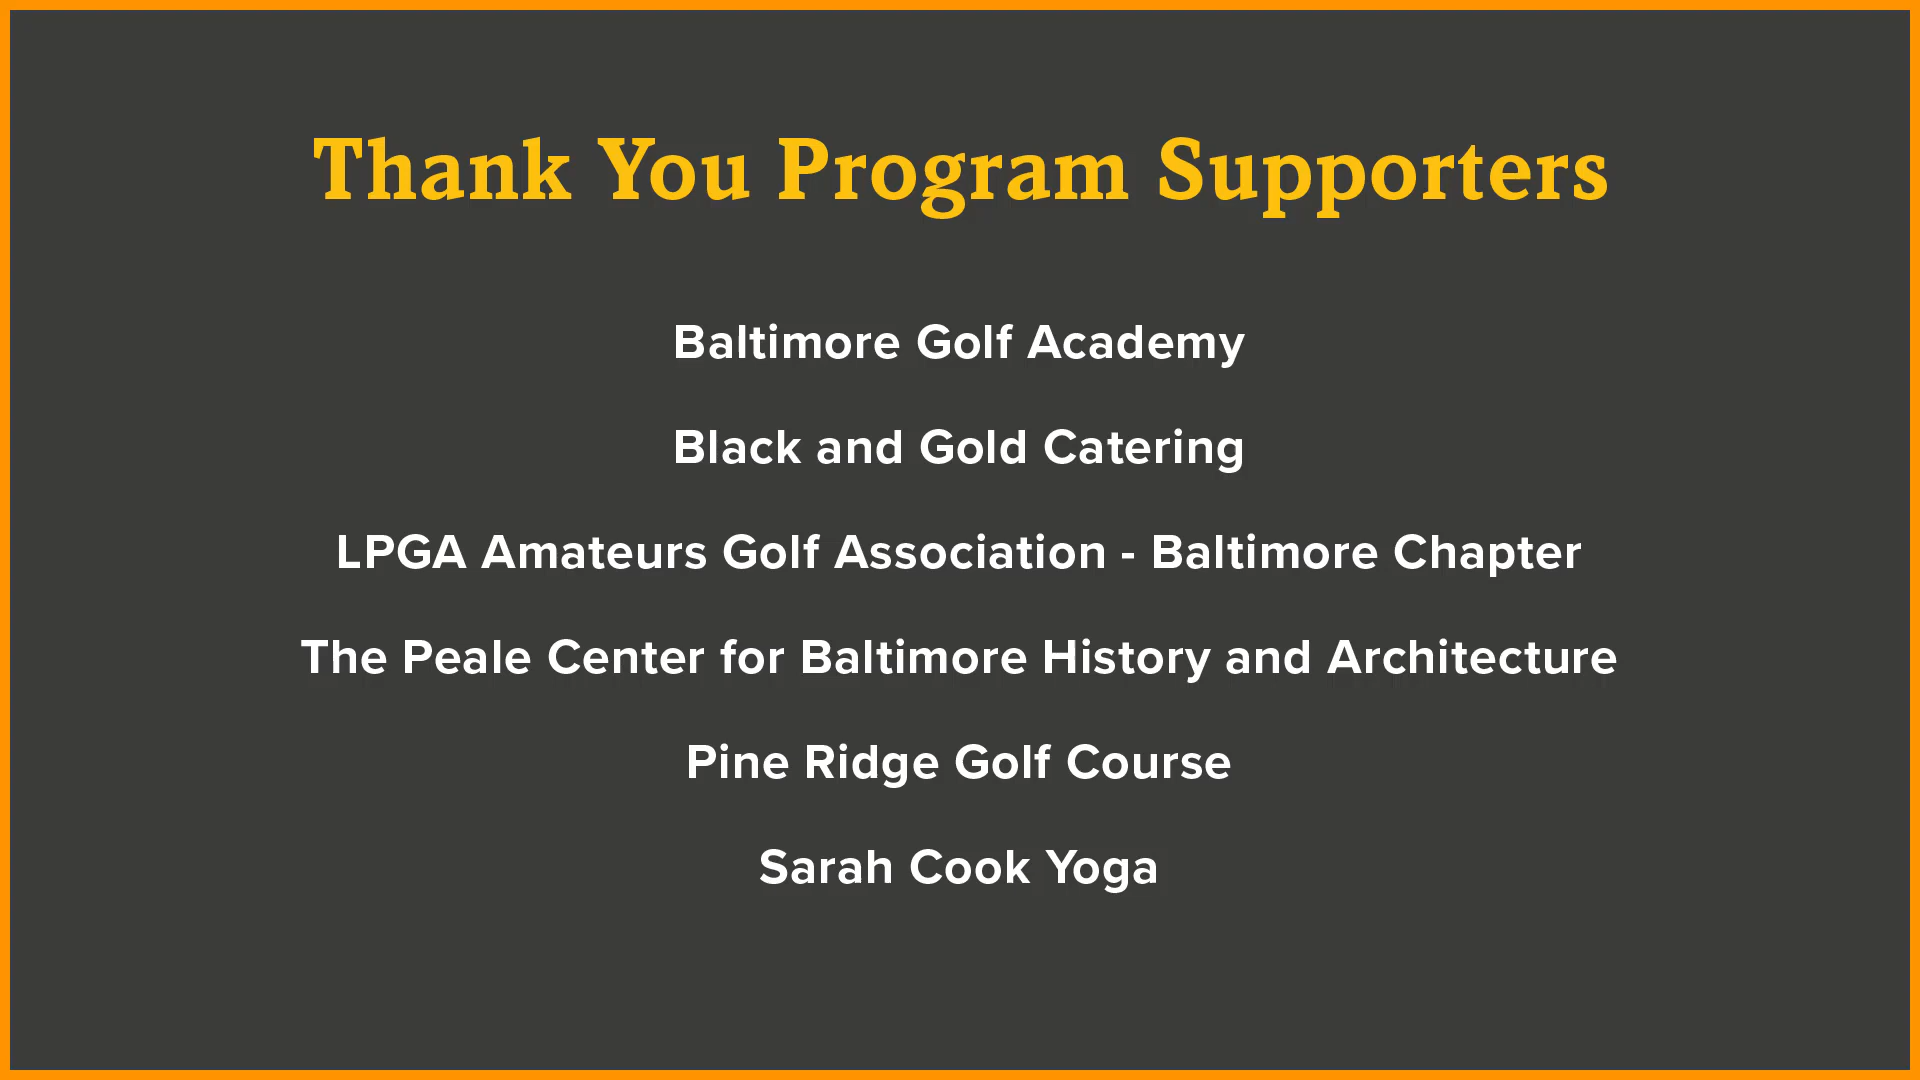 Thank You Program Supporters
Baltimore Golf Academy
Black and Gold Catering
LPGA Amateurs Golf Association - Baltimore Chapter
The Peale Center for Baltimore History and Architecture
Pine Ridge Golf Course
Sarah Cook Yoga